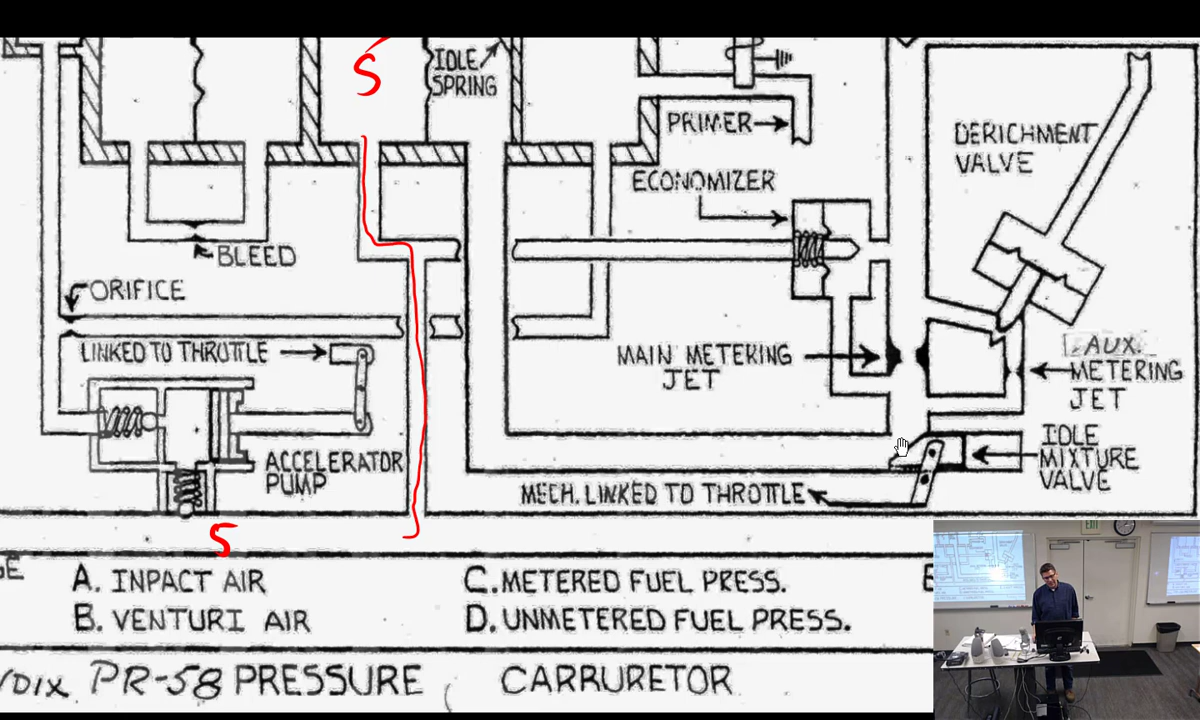 S
IDLE
SPRING
PRIMER
DERICHMENT
VALVE
ECONOMIZER
BLEED
ORIFICE
LINKED TO THROTTLE
MAIN METERING
JET
AUX.
METERING
JET
ACCELERATOR
PUMP
IDLE
MIXTURE
VALVE
MECH. LINKED TO THROTTLE
S
A. INPACT AIR
C. METERED FUEL PRESS.
B. VENTURI AIR
D. UNMETERED FUEL PRESS.
PR-58 PRESSURE CARRURETOR
EXIT